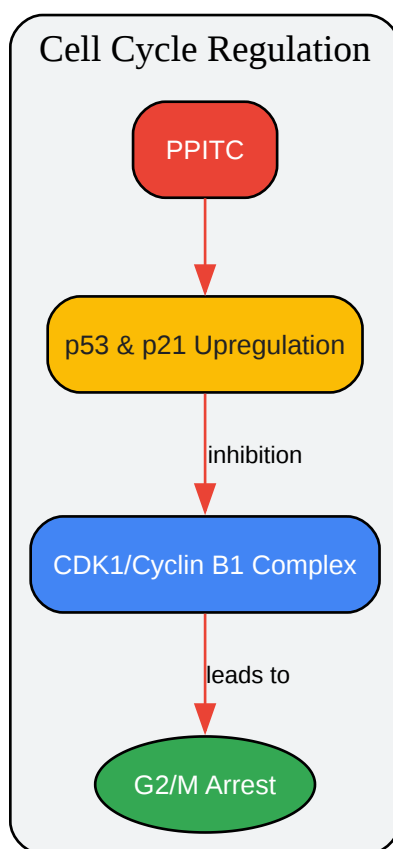 Cell Cycle Regulation
PPITC
p53 & p21 Upregulation
inhibition
CDK1/Cyclin B1 Complex
leads to
G2/M Arrest